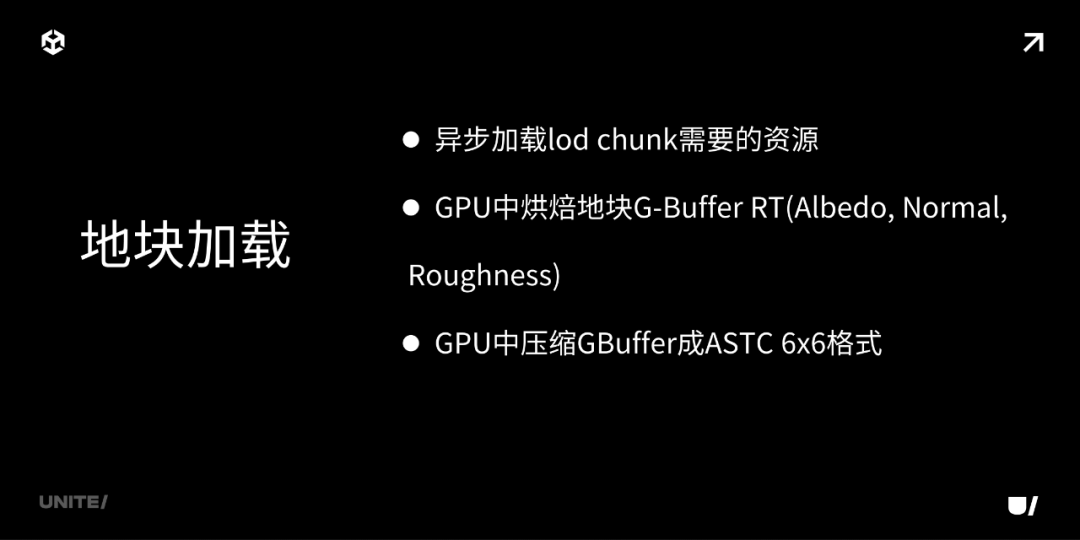 地块加载
● 异步加载lod chunk需要的资源
● GPU中烘焙地块G-Buffer RT(Albedo, Normal,
Roughness)
● GPU中压缩GBuffer成ASTC 6x6格式
UNITE/
U/